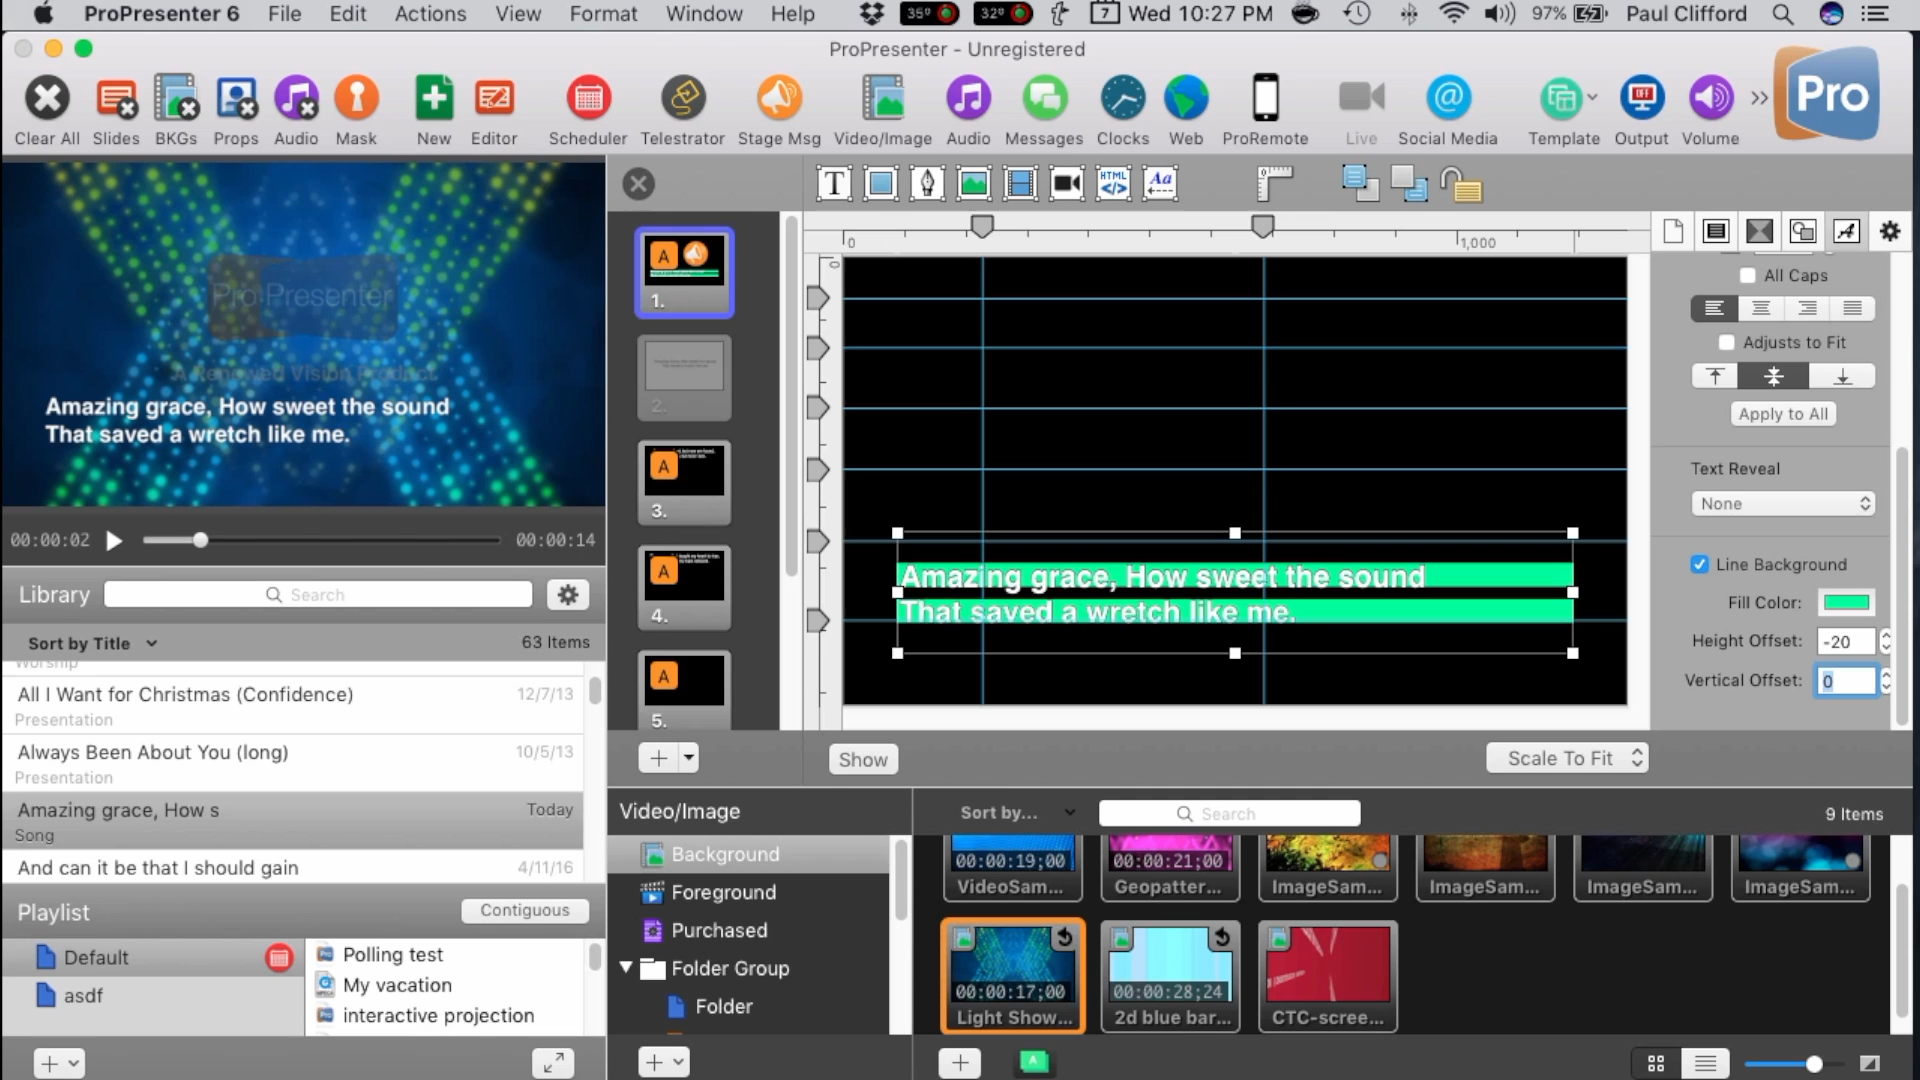 ProPresenter 6 File Edit Actions View Format Window Help 35° 32° 7 Wed 10:27 PM 97% Paul Clifford
ProPresenter - Unregistered
Clear All Slides BKGs Props Audio Mask New Editor Scheduler Telestrator Stage Msg Video/Image Audio Messages Clocks Web ProRemote Live Social Media Template Output Volume
Pro
ProPresenter
A Renewed Vision Product
Amazing grace, How sweet the sound
That saved a wretch like me.
00:00:02 00:00:14
Library Search
Sort by Title 63 Items
Worship
All I Want for Christmas (Confidence) 12/7/13
Presentation
Always Been About You (long) 10/5/13
Presentation
Amazing grace, How s Today
Song
And can it be that I should gain 4/11/16
Playlist Contiguous
Default
asdf
Polling test
My vacation
interactive projection
T HTML </> Aa
A 1.
2.
A 3.
A 4.
A 5.
0 1,000
0
Amazing grace, How sweet the sound
That saved a wretch like me.
Show Scale To Fit
All Caps
Adjusts to Fit
Apply to All
Text Reveal
None
Line Background
Fill Color:
Height Offset: -20
Vertical Offset: 0
Video/Image
Background
Foreground
Purchased
Folder Group
Folder
Sort by... Search 9 Items
00:00:19;00 00:00:21;00
VideoSam... Geopatter... ImageSam... ImageSam... ImageSam... ImageSam...
00:00:17;00 00:00:28;24
Light Show... 2d blue bar... CTC-scree...
A